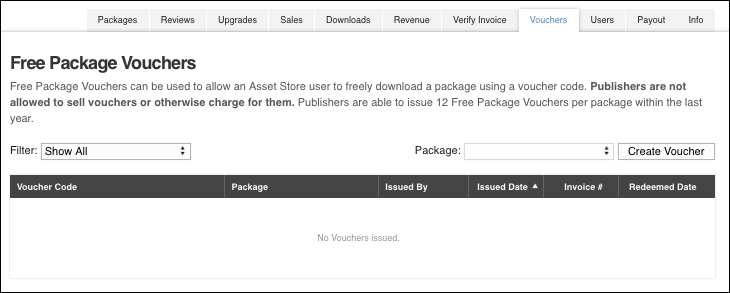 Packages Reviews Upgrades Sales Downloads Revenue Verify Invoice Vouchers Users Payout Info
Free Package Vouchers
Free Package Vouchers can be used to allow an Asset Store user to freely download a package using a voucher code. Publishers are not
allowed to sell vouchers or otherwise charge for them. Publishers are able to issue 12 Free Package Vouchers per package within the last
year.
Filter: Show All Package: Create Voucher
Voucher Code Package Issued By Issued Date Invoice # Redeemed Date
No Vouchers issued.